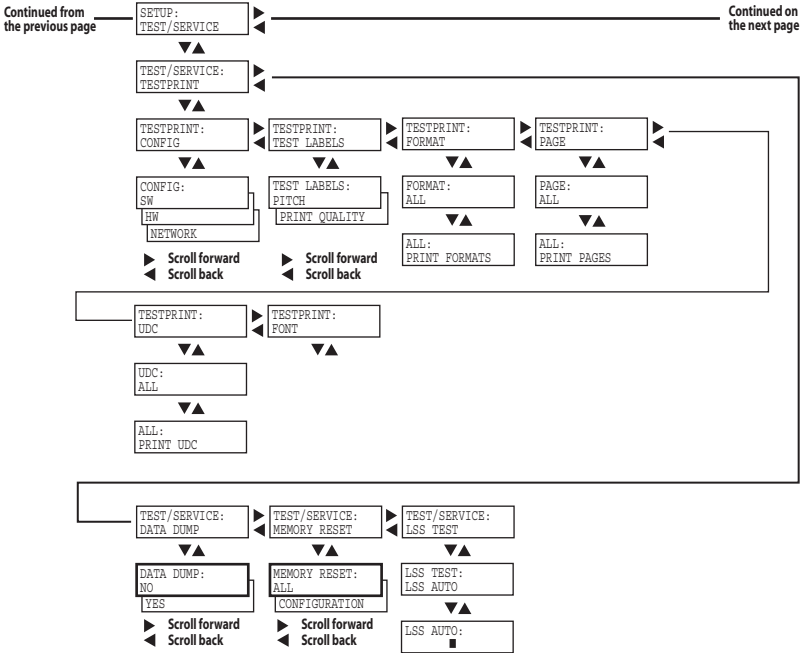 Continued from
the previous page
SETUP:
TEST/SERVICE
Continued on
the next page
TEST/SERVICE:
TESTPRINT
TESTPRINT:
CONFIG
TESTPRINT:
TEST LABELS
TESTPRINT:
FORMAT
TESTPRINT:
PAGE
CONFIG:
SW
HW
NETWORK
TEST LABELS:
PITCH
PRINT QUALITY
FORMAT:
ALL
PAGE:
ALL
ALL:
PRINT FORMATS
ALL:
PRINT PAGES
Scroll forward
Scroll back
Scroll forward
Scroll back
TESTPRINT:
UDC
TESTPRINT:
FONT
UDC:
ALL
ALL:
PRINT UDC
TEST/SERVICE:
DATA DUMP
TEST/SERVICE:
MEMORY RESET
TEST/SERVICE:
LSS TEST
DATA DUMP:
NO
YES
MEMORY RESET:
ALL
CONFIGURATION
LSS TEST:
LSS AUTO
Scroll forward
Scroll back
Scroll forward
Scroll back
LSS AUTO: